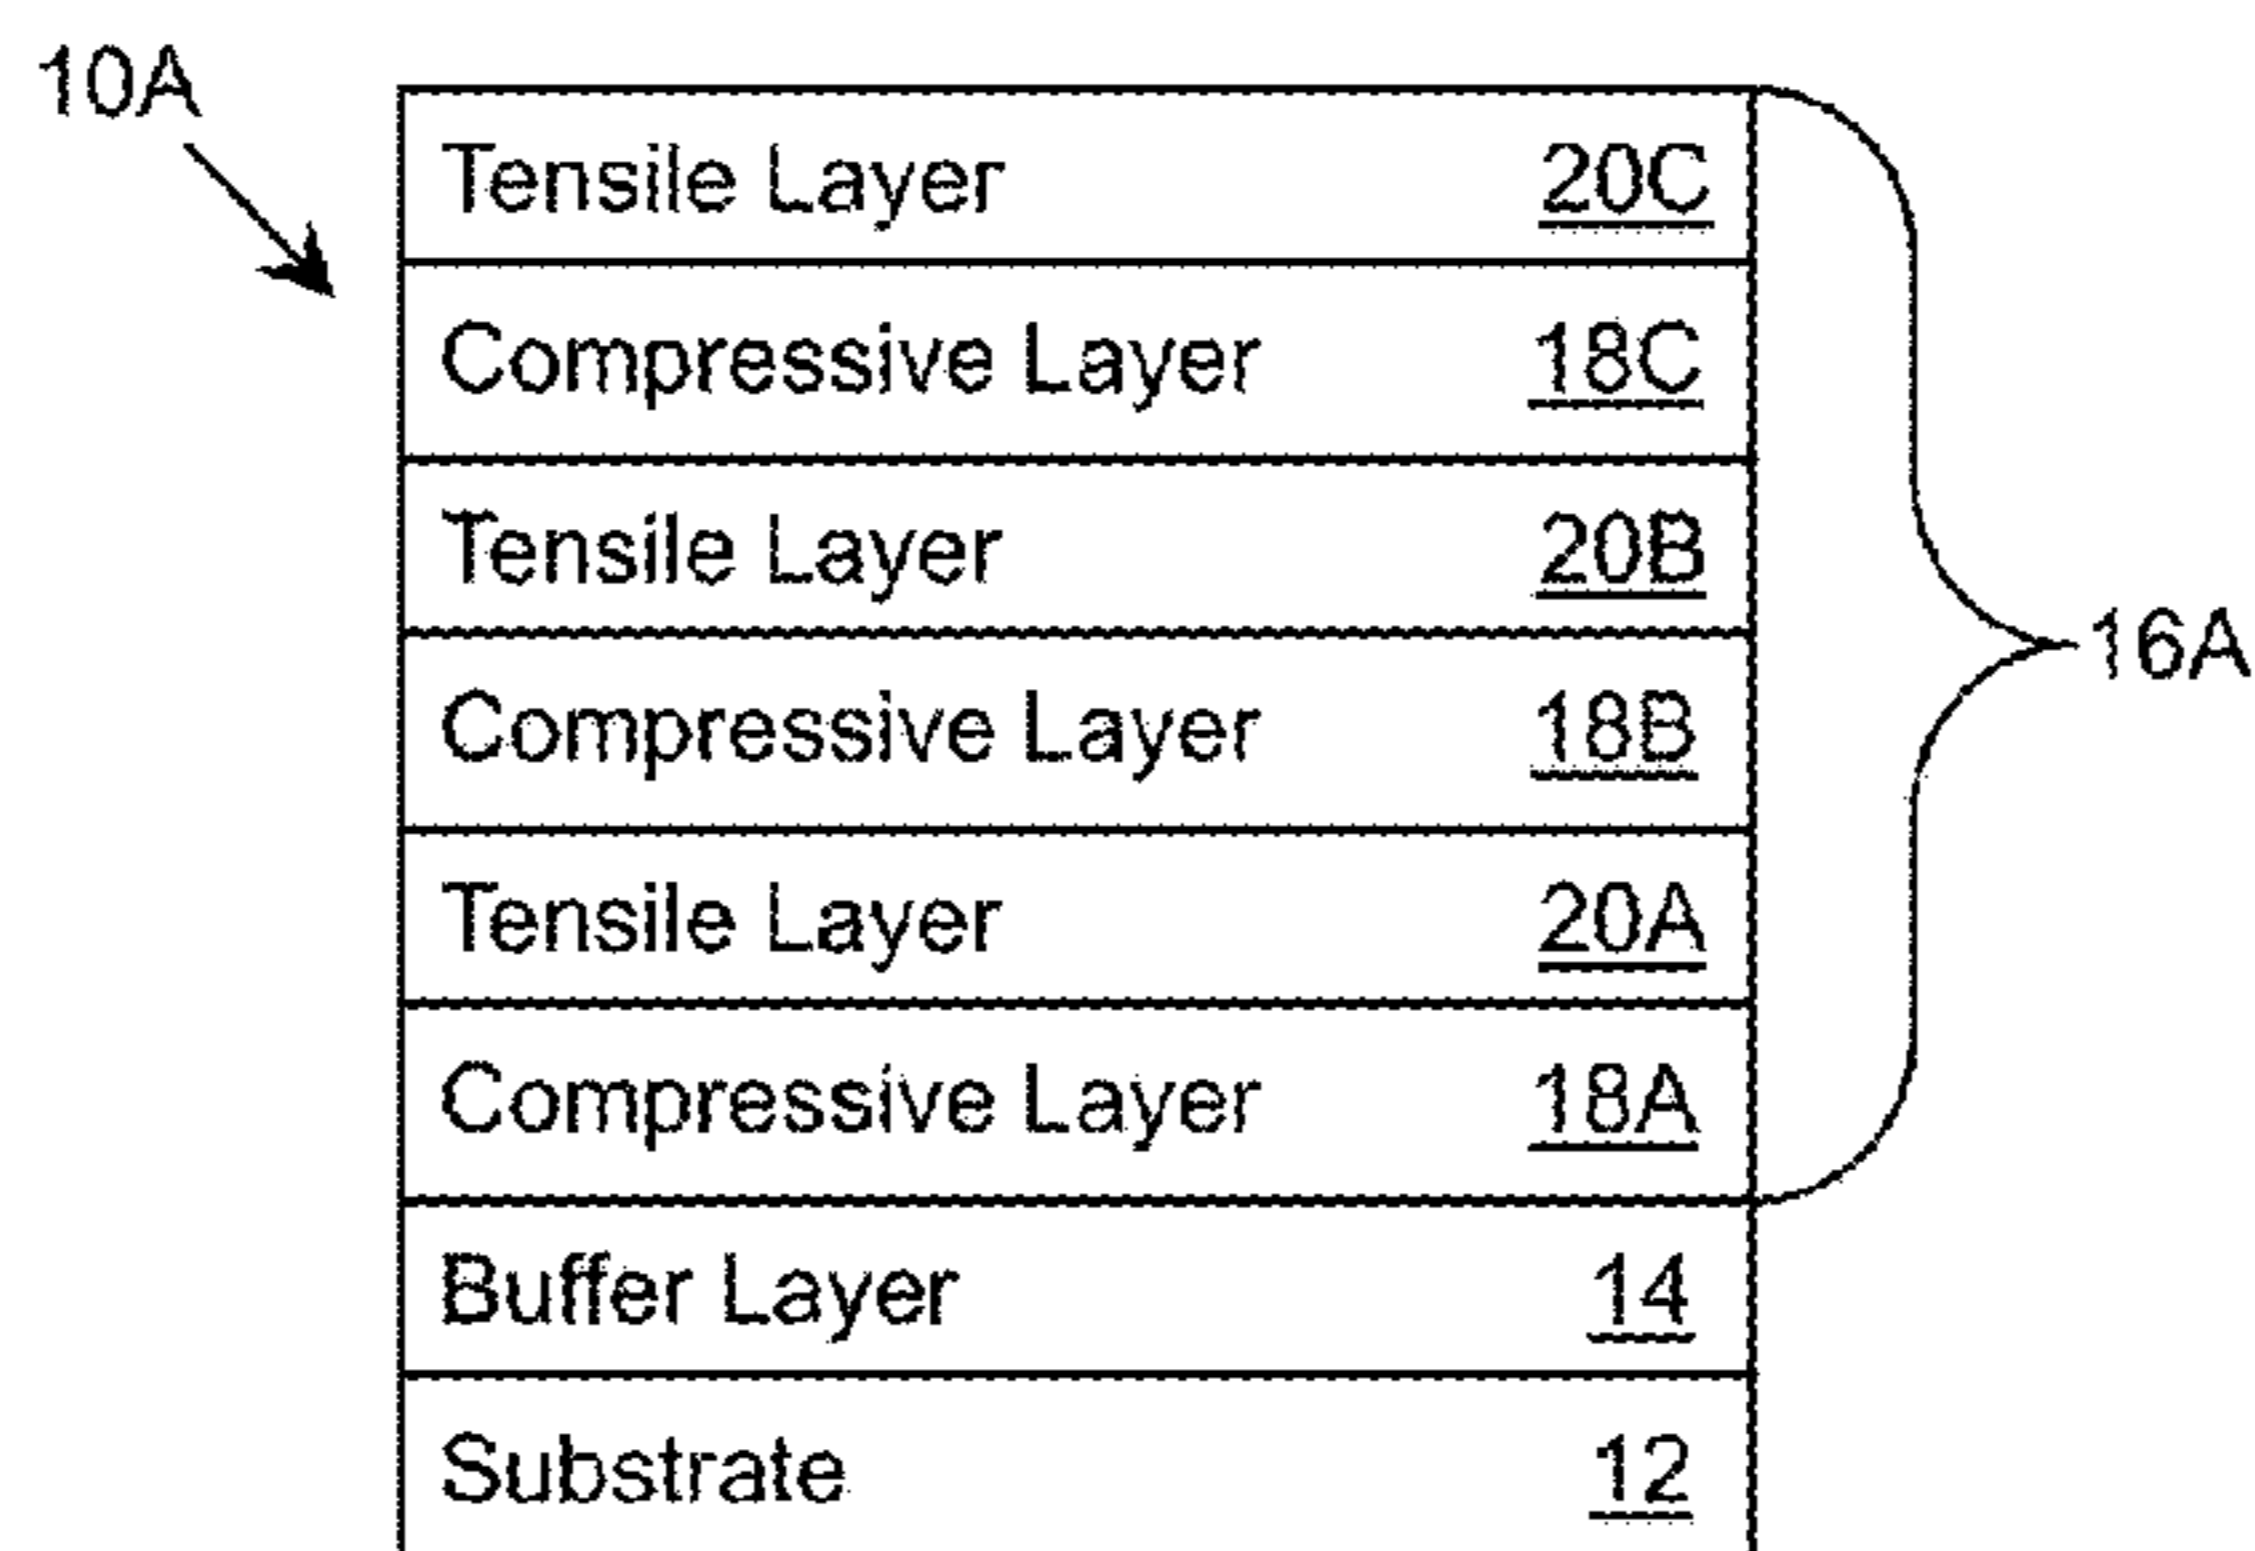 10A
Tensile Layer 20C
Compressive Layer 18C
Tensile Layer 20B
Compressive Layer 18B
16A
Tensile Layer 20A
Compressive Layer 18A
Buffer Layer 14
Substrate 12